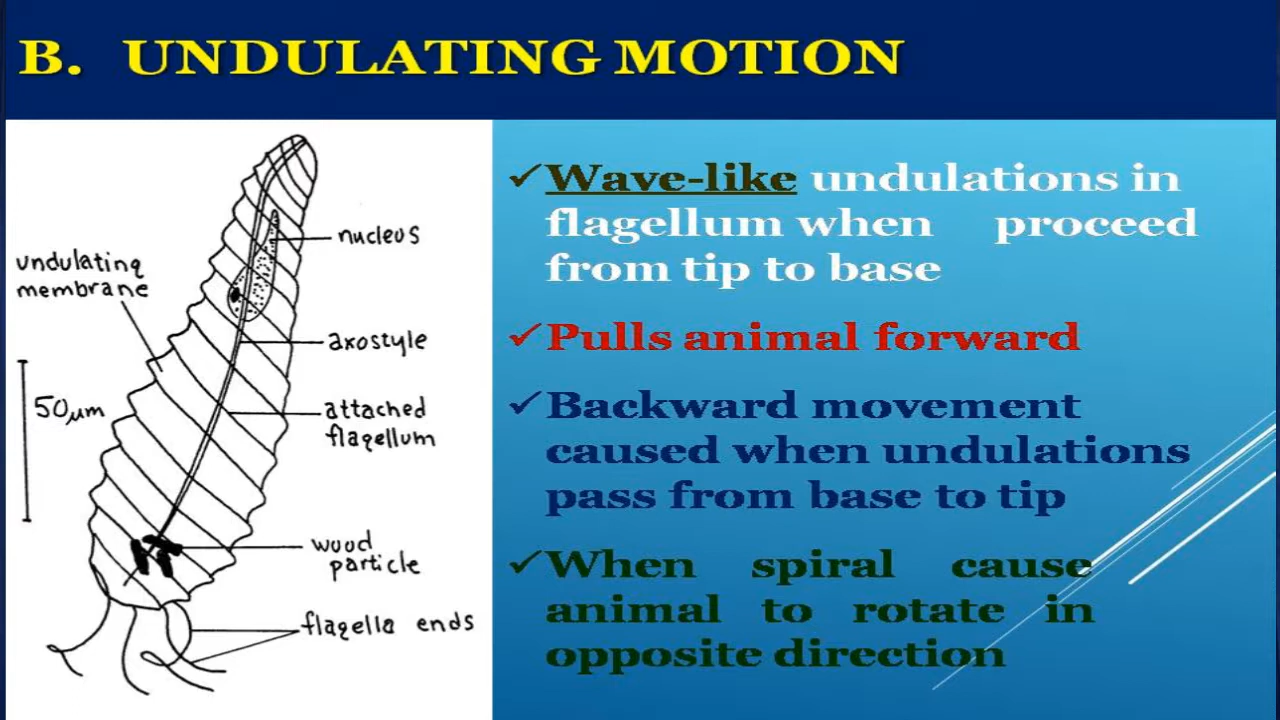 B. UNDULATING MOTION
nucleus
undulating
membrane
axostyle
50µm
attached
flagellum
wood
particle
flagella ends
✓Wave-like undulations in
flagellum when proceed
from tip to base
✓Pulls animal forward
✓Backward movement
caused when undulations
pass from base to tip
✓When spiral cause
animal to rotate in
opposite direction